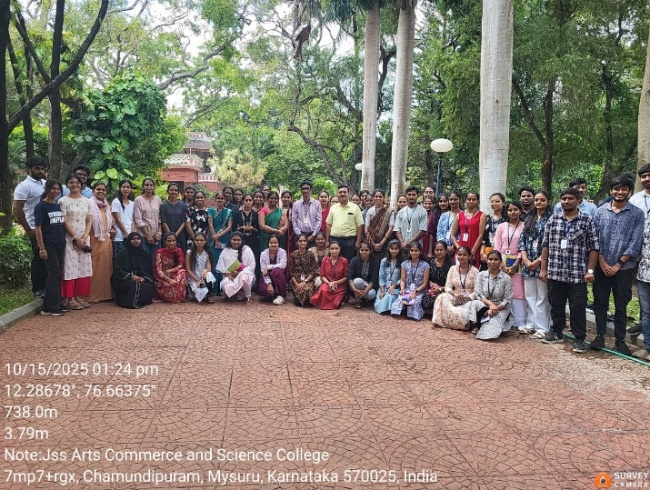 10/15/2025 01:24 pm
12.28678°, 76.66375°
738.0m
3.79m
Note:Jss Arts Commerce and Science College
7mp7+rgx, Chamundipuram, Mysuru, Karnataka 570025, India
SURVEY
CAMERA